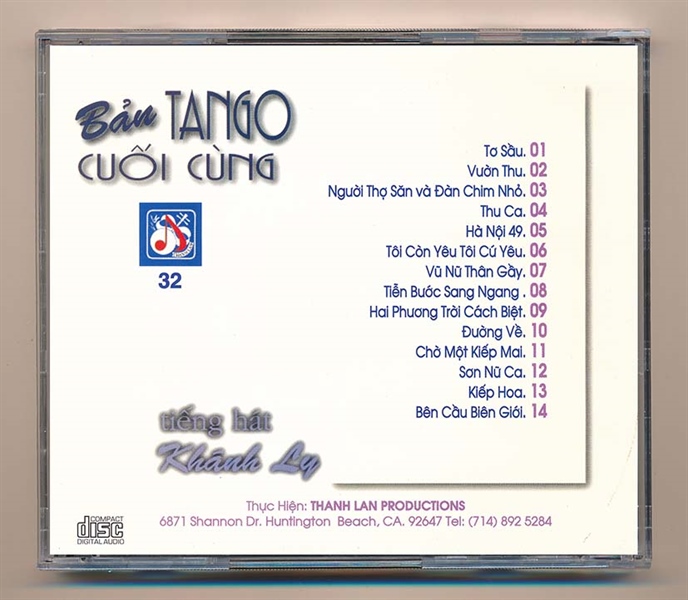 Bản TANGO
CUỐI CÙNG
32
Tơ Sầu. 01
Vườn Thu. 02
Người Thợ Săn và Đàn Chim Nhỏ. 03
Thu Ca. 04
Hà Nội 49. 05
Tôi Còn Yêu Tôi Cứ Yêu. 06
Vũ Nữ Thân Gầy. 07
Tiễn Bước Sang Ngang . 08
Hai Phương Trời Cách Biệt. 09
Đường Về. 10
Chờ Một Kiếp Mai. 11
Sơn Nữ Ca. 12
Kiếp Hoa. 13
Bên Cầu Biên Giới. 14
tiếng hát
Khánh Ly
Thực Hiện: THANH LAN PRODUCTIONS
6871 Shannon Dr. Huntington Beach, CA. 92647 Tel: (714) 892 5284
COMPACT
disc
DIGITAL AUDIO